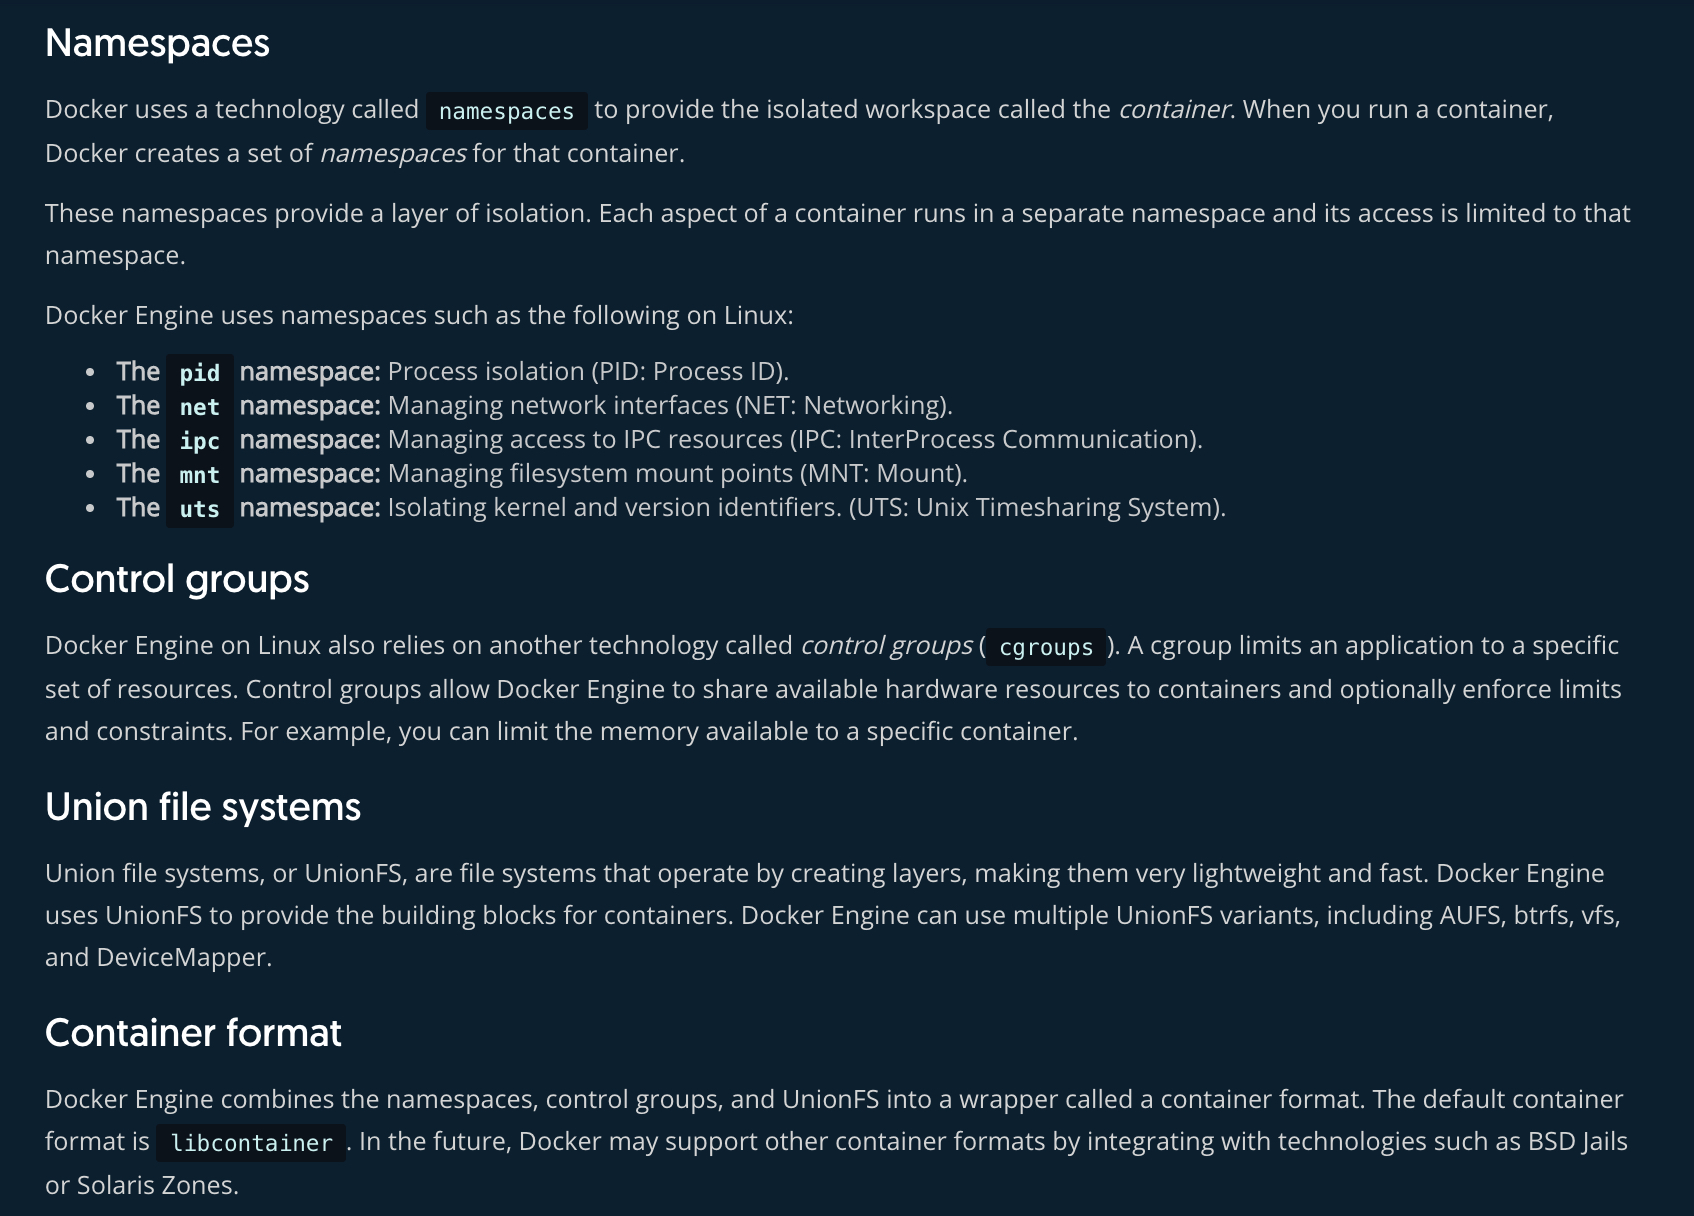 Namespaces
Docker uses a technology called namespaces to provide the isolated workspace called the container. When you run a container,
Docker creates a set of namespaces for that container.
These namespaces provide a layer of isolation. Each aspect of a container runs in a separate namespace and its access is limited to that
namespace.
Docker Engine uses namespaces such as the following on Linux:
• The pid namespace: Process isolation (PID: Process ID).
• The net namespace: Managing network interfaces (NET: Networking).
• The ipc namespace: Managing access to IPC resources (IPC: InterProcess Communication).
• The mnt namespace: Managing filesystem mount points (MNT: Mount).
• The uts namespace: Isolating kernel and version identifiers. (UTS: Unix Timesharing System).
Control groups
Docker Engine on Linux also relies on another technology called control groups (cgroups). A cgroup limits an application to a specific
set of resources. Control groups allow Docker Engine to share available hardware resources to containers and optionally enforce limits
and constraints. For example, you can limit the memory available to a specific container.
Union file systems
Union file systems, or UnionFS, are file systems that operate by creating layers, making them very lightweight and fast. Docker Engine
uses UnionFS to provide the building blocks for containers. Docker Engine can use multiple UnionFS variants, including AUFS, btrfs, vfs,
and DeviceMapper.
Container format
Docker Engine combines the namespaces, control groups, and UnionFS into a wrapper called a container format. The default container
format is libcontainer. In the future, Docker may support other container formats by integrating with technologies such as BSD Jails
or Solaris Zones.